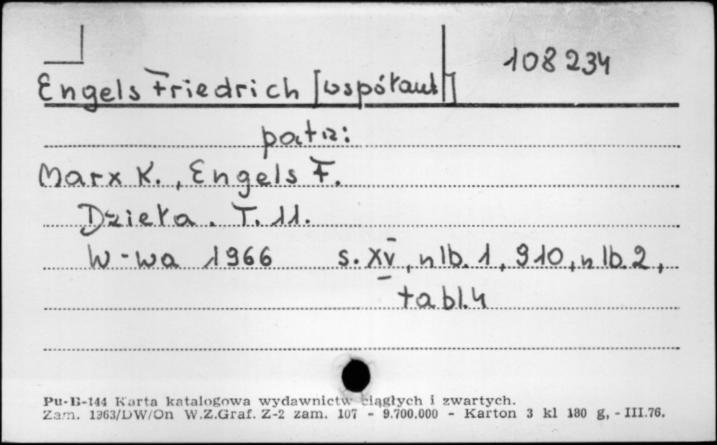 108234
Engels Friedrich [współaut]
patrz:
Marx K., Engels F.
Dzieła. T. 11.
W-wa 1966 s. XV, nlb. 1, 910, nlb. 2,
tabl. 4
Pu-B-144 Karta katalogowa wydawnictw ciągłych i zwartych.
Zam. 1363/DW/On W.Z.Graf. Z-2 zam. 107 - 9.700.000 - Karton 3 kl 180 g, - III.76.